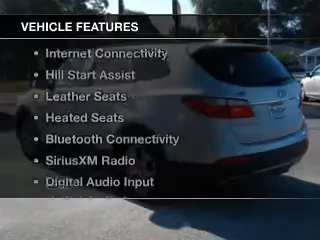 VEHICLE FEATURES
• Internet Connectivity
• Hill Start Assist
• Leather Seats
• Heated Seats
• Bluetooth Connectivity
• SiriusXM Radio
• Digital Audio Input